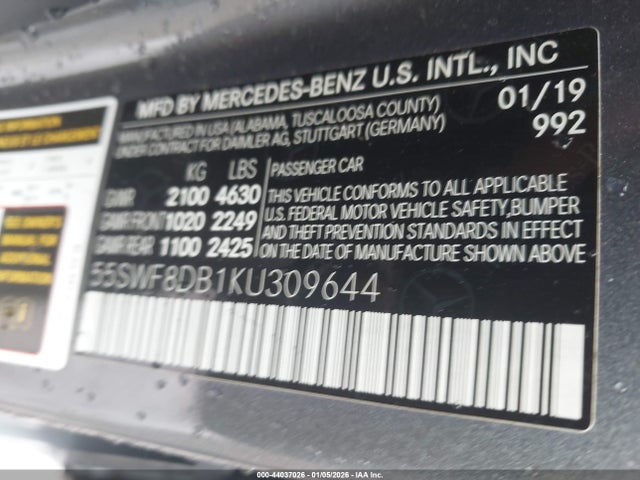 MFD BY MERCEDES-BENZ U.S. INTL., INC
MANUFACTURED IN USA (ALABAMA, TUSCALOOSA COUNTY)
UNDER CONTRACT FOR DAIMLER AG, STUTTGART (GERMANY)
01/19
992
KG LBS
GVWR 2100 4630
GAWR FRONT 1020 2249
GAWR REAR 1100 2425
PASSENGER CAR
THIS VEHICLE CONFORMS TO ALL APPLICABLE
U.S. FEDERAL MOTOR VEHICLE SAFETY, BUMPER
AND THEFT PREVENTION STANDARDS IN EFFECT
ON THE DATE OF MANUFACTURE SHOWN ABOVE
55SWF8DB1KU309644
000-44037026 | 01/05/2026 | IAA INC.